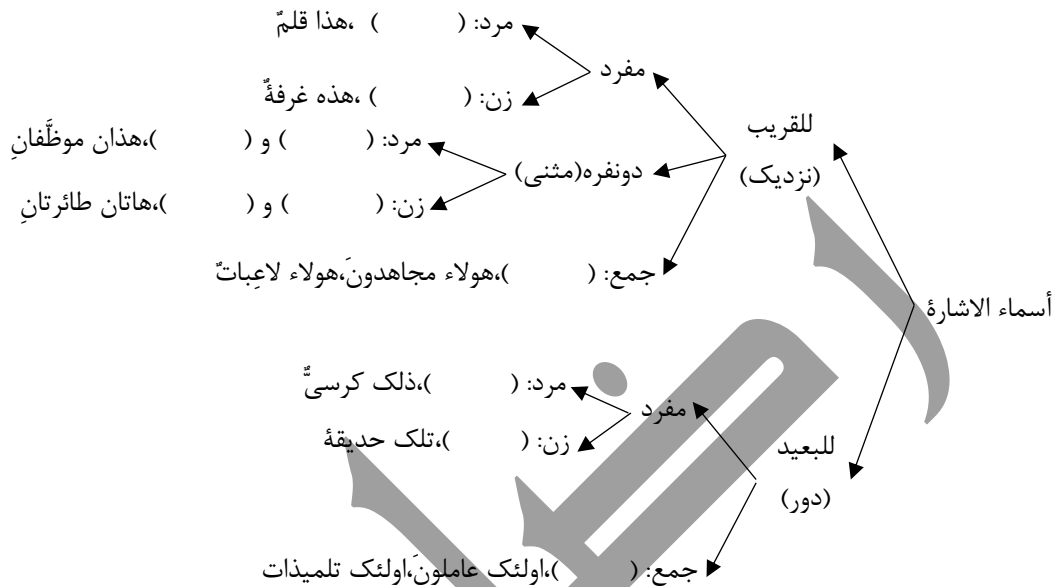 مرد: (          ) ،هذا قلمٌ
مفرد
زن: (          ) ،هذه غرفةٌ
للقریب
(نزدیک)
مرد: (          ) و (          )،هذان موظَّفانِ
دونفره(مثنی)
زن: (          ) و (          )،هاتان طائرتانِ
جمع: (          )،هولاء مجاهدونَ،هولاء لاعِباتٌ
أسماء الاشارة
مرد: (          )،ذلک کرسیٌّ
مفرد
زن: (          )،تلک حدیقة
للبعید
(دور)
جمع: (          )،اولئک عاملونَ،اولئک تلمیذات